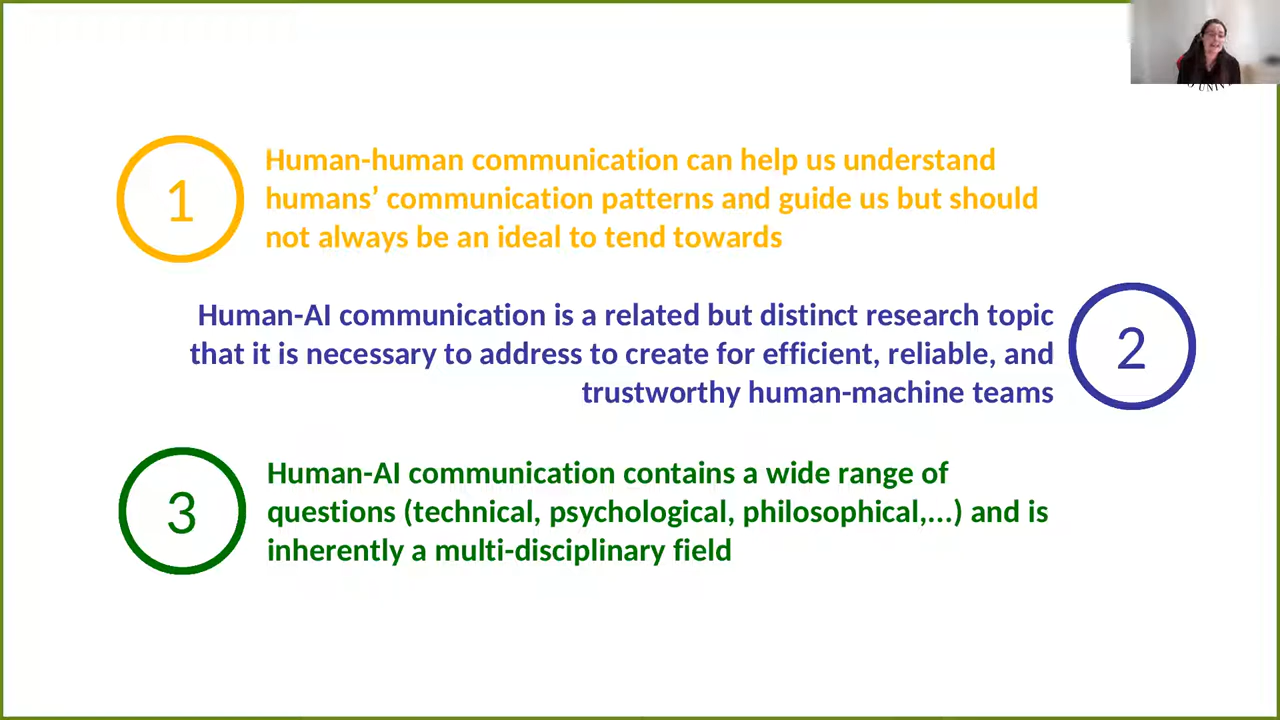 1
Human-human communication can help us understand
humans’ communication patterns and guide us but should
not always be an ideal to tend towards
Human-AI communication is a related but distinct research topic
that it is necessary to address to create for efficient, reliable, and
trustworthy human-machine teams
2
3
Human-AI communication contains a wide range of
questions (technical, psychological, philosophical,...) and is
inherently a multi-disciplinary field